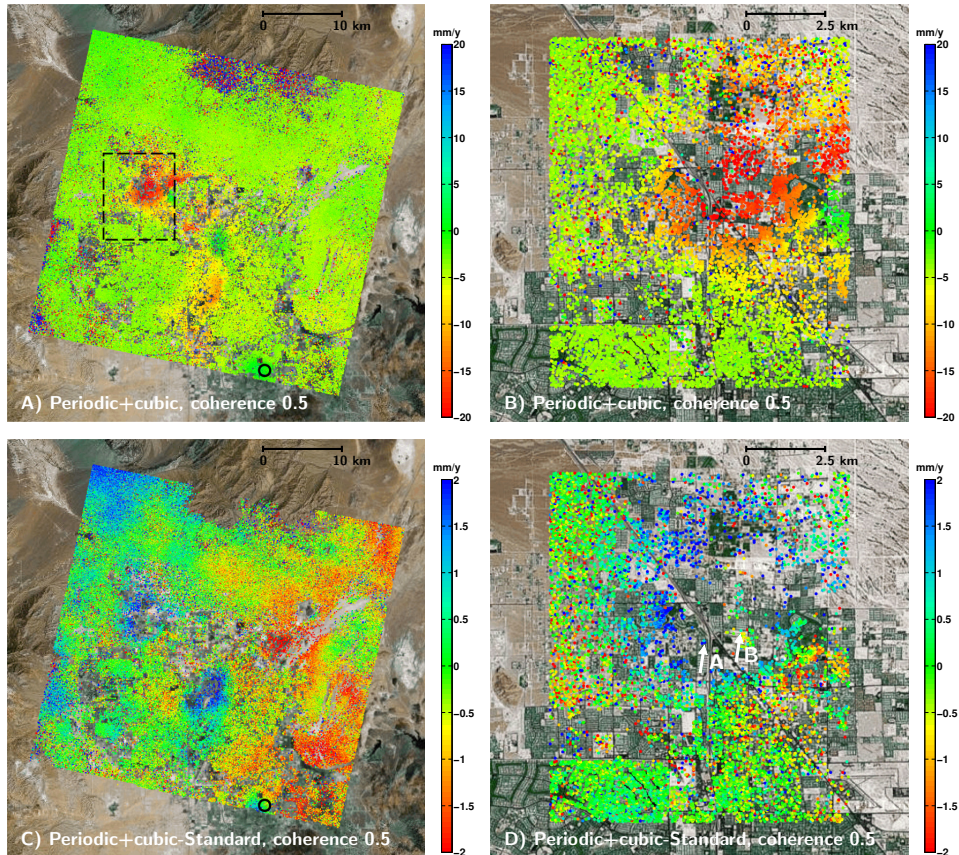 0
10 km
mm/y
20
15
10
5
0
−5
−10
−15
−20
A) Periodic+cubic, coherence 0.5
0
2.5 km
mm/y
20
15
10
5
0
−5
−10
−15
−20
B) Periodic+cubic, coherence 0.5
0
10 km
mm/y
2
1.5
1
0.5
0
−0.5
−1
−1.5
−2
C) Periodic+cubic-Standard, coherence 0.5
0
2.5 km
mm/y
2
1.5
1
0.5
0
−0.5
−1
−1.5
−2
A
B
D) Periodic+cubic-Standard, coherence 0.5